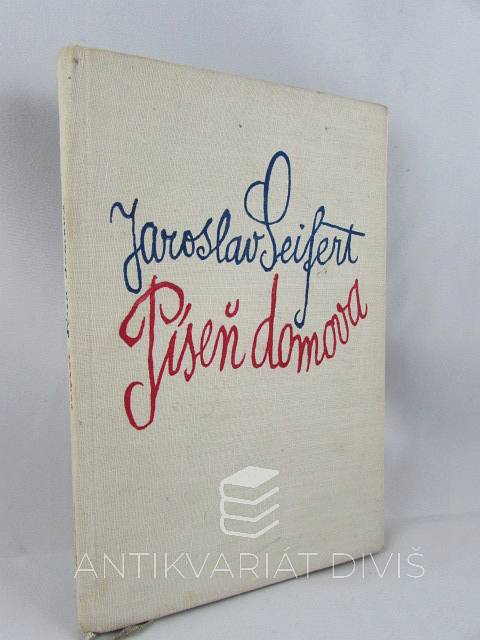 Jaroslav Seifert
Píseň domova
ANTIKVARIÁT DIVIŠ